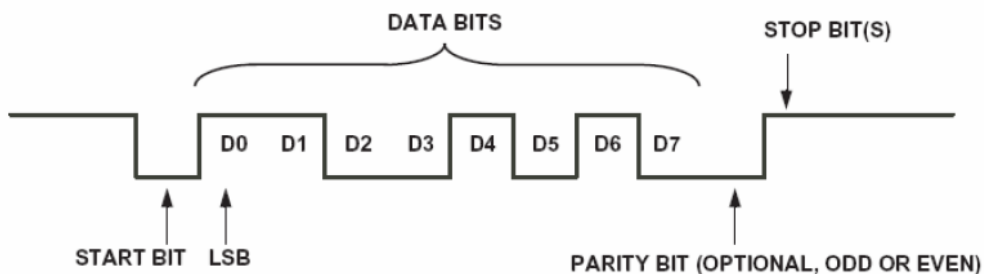 DATA BITS
STOP BIT(S)
D0 D1 D2 D3 D4 D5 D6 D7
START BIT LSB
PARITY BIT (OPTIONAL, ODD OR EVEN)